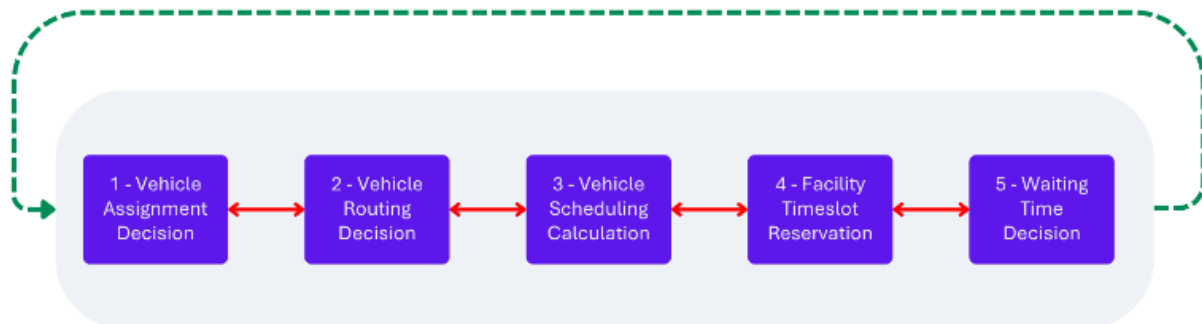 1 - Vehicle
Assignment
Decision
2 - Vehicle
Routing
Decision
3 - Vehicle
Scheduling
Calculation
4 - Facility
Timeslot
Reservation
5 - Waiting
Time
Decision